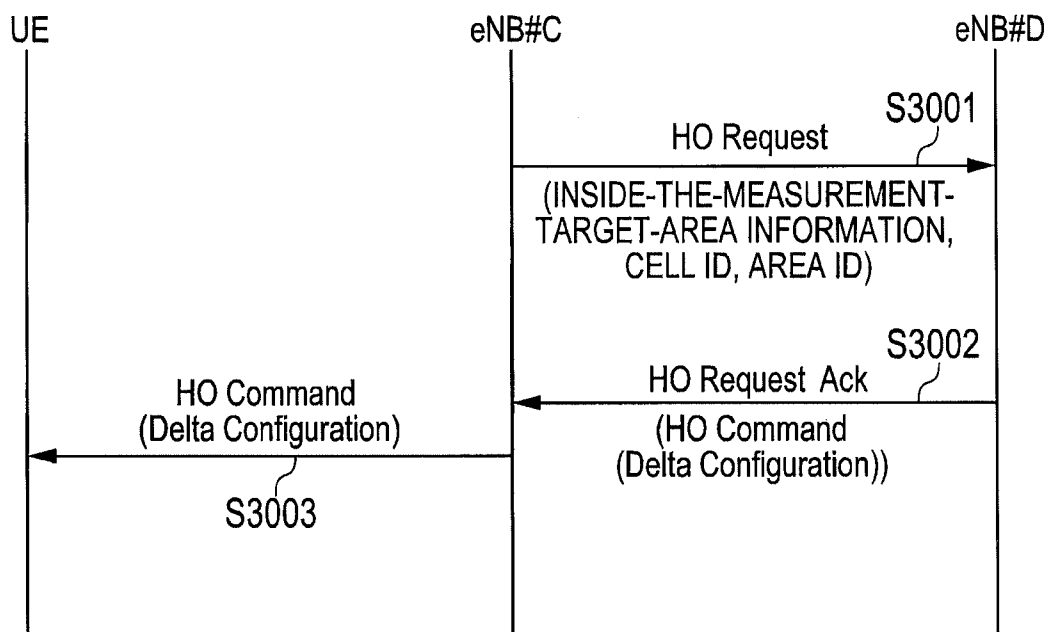 UE
eNB#C
eNB#D
S3001
HO Request
(INSIDE-THE-MEASUREMENT-
TARGET-AREA INFORMATION,
CELL ID, AREA ID)
S3002
HO Request Ack
(HO Command
(Delta Configuration))
HO Command
(Delta Configuration)
S3003